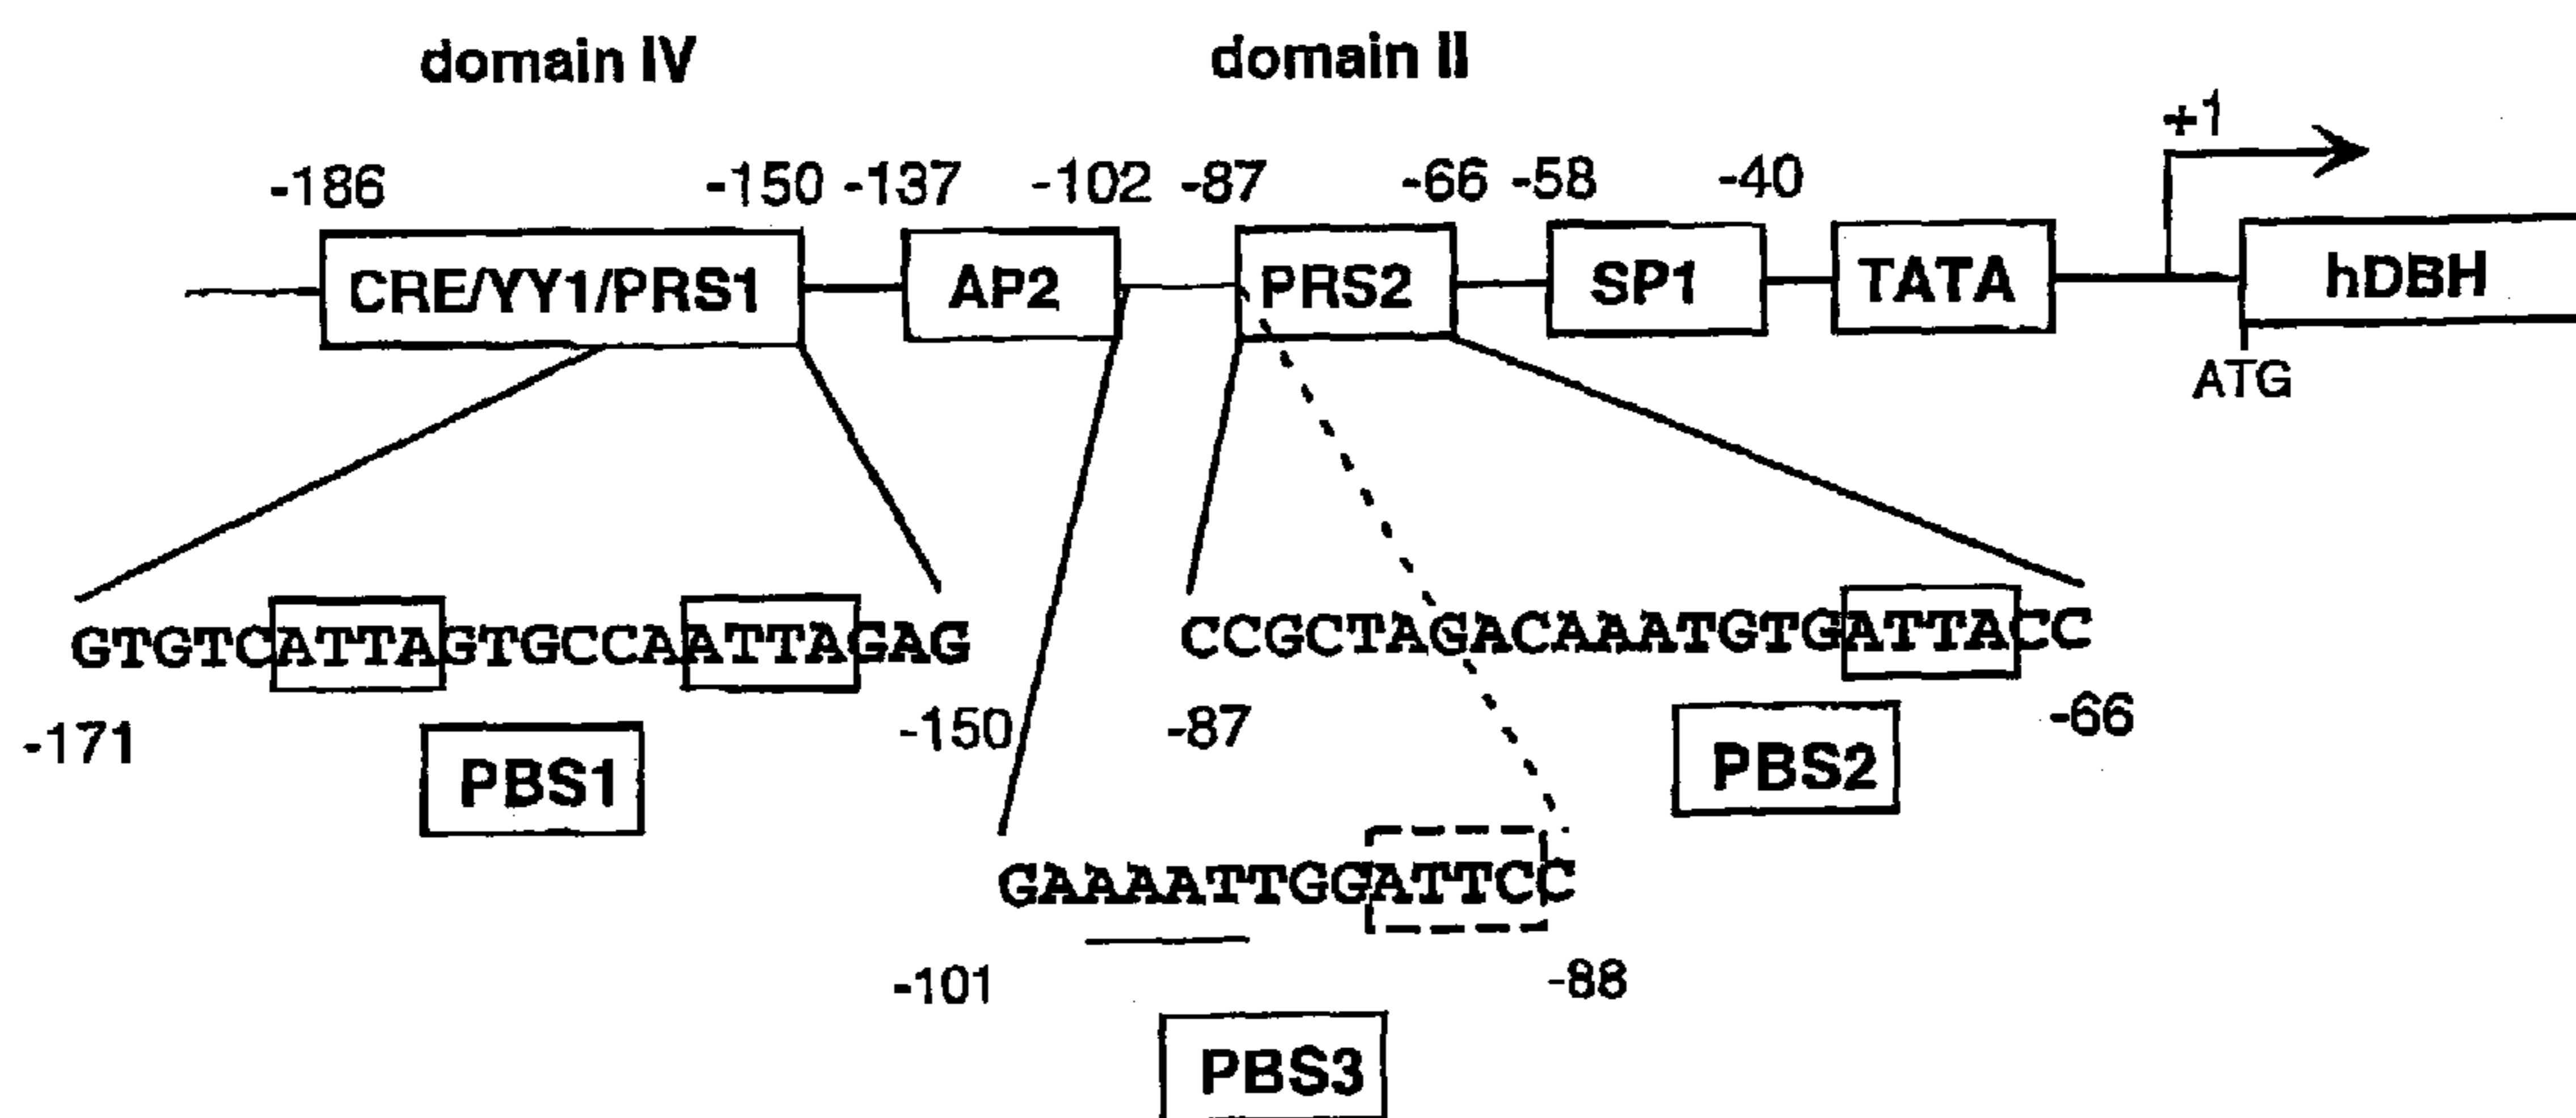 domain IV domain II
+1
-186 -150 -137 -102 -87 -66 -58 -40
CRE/YY1/PRS1 AP2 PRS2 SP1 TATA hDBH
ATG
GTGTCATTAGTGCCAATTAGAG CCGCTAGACAAATGTGATTACC
-171 -150 -87 -66
PBS1 PBS2
GAAAATTGGATTCC
-101 -88
PBS3